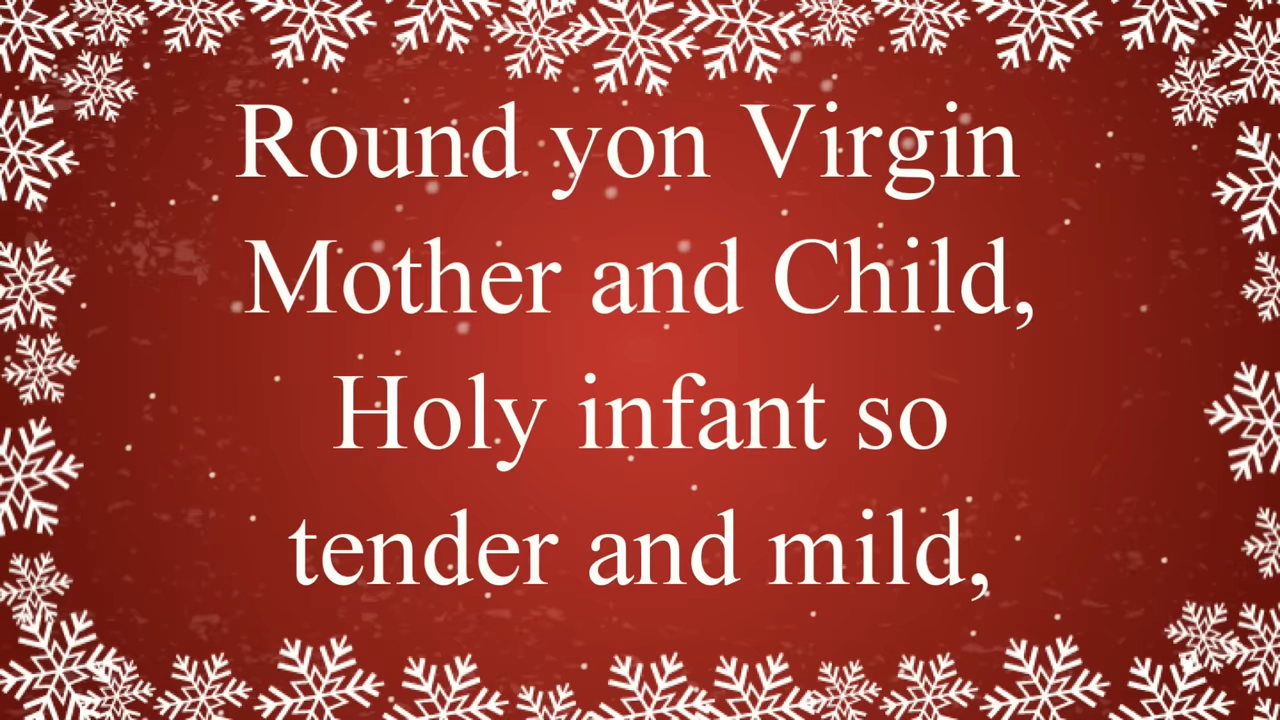 Round yon Virgin
Mother and Child,
Holy infant so
tender and mild,